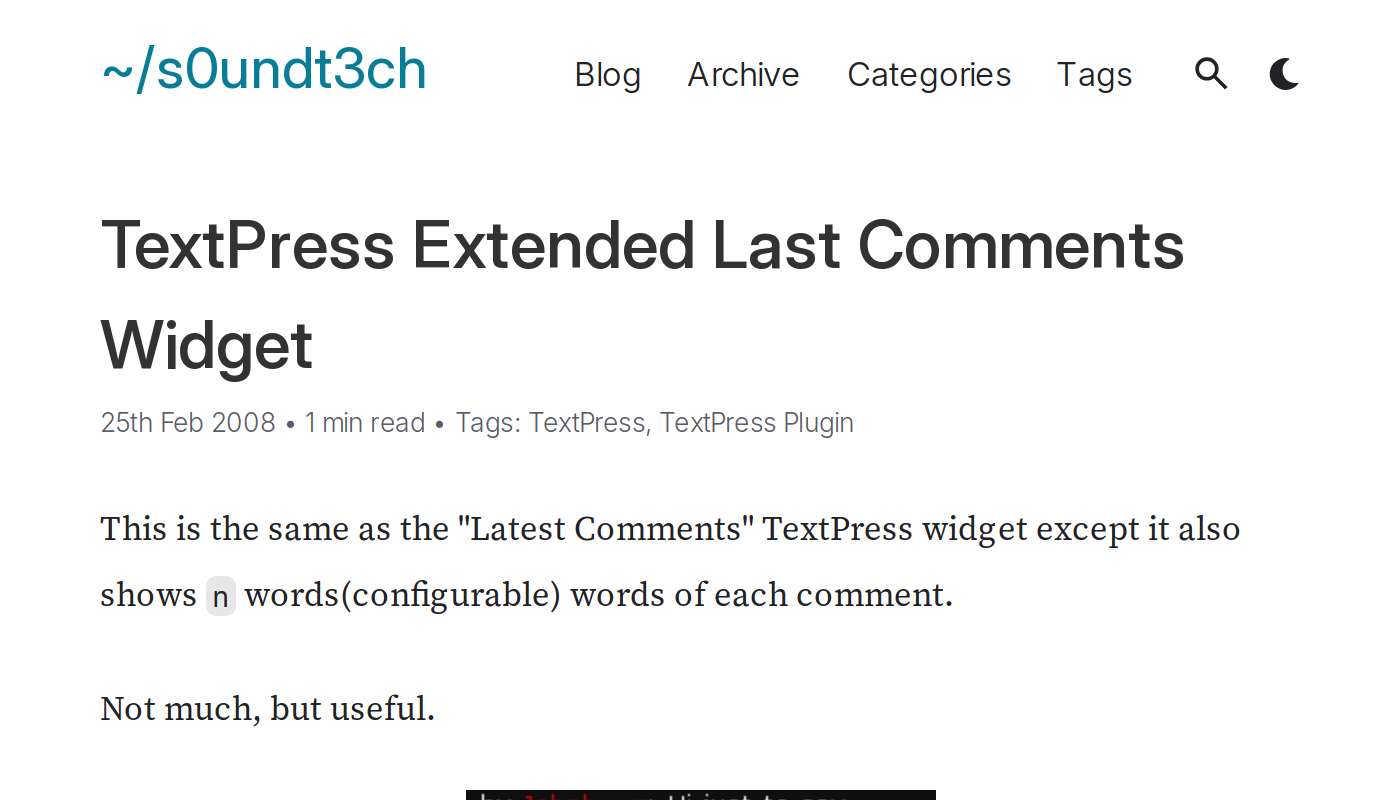 ~/s0undt3ch
Blog Archive Categories Tags
TextPress Extended Last Comments
Widget
25th Feb 2008 • 1 min read • Tags: TextPress, TextPress Plugin
This is the same as the "Latest Comments" TextPress widget except it also
shows n words(configurable) words of each comment.
Not much, but useful.